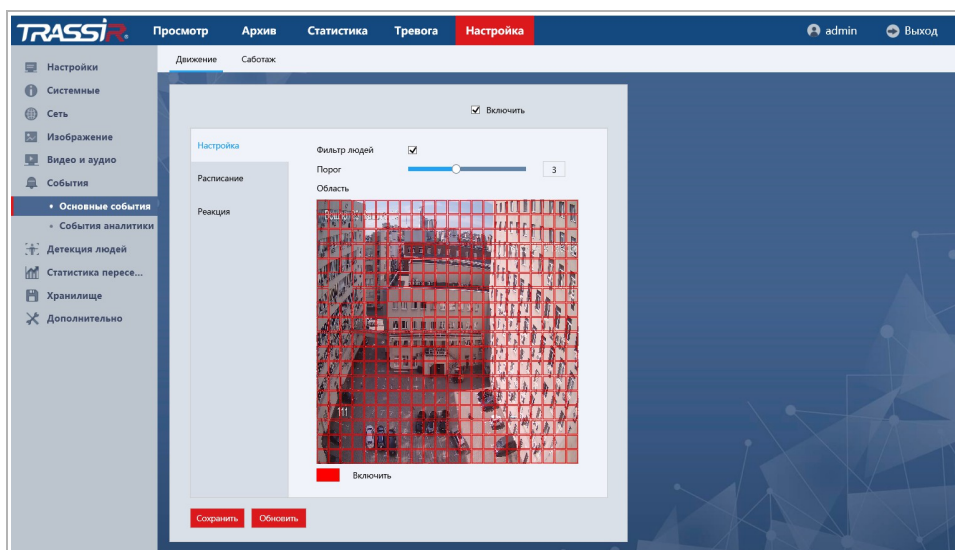 TRASSIR Просмотр Архив Статистика Тревога Настройка admin Выход
Движение Саботаж
Настройки
Системные
Сеть
Изображение
Видео и аудио
События
Основные события
События аналитики
Детекция людей
Статистика пересе...
Хранилище
Дополнительно
Включить
Настройка
Расписание
Реакция
Фильтр людей
Порог 3
Область
111
Включить
Сохранить Обновить